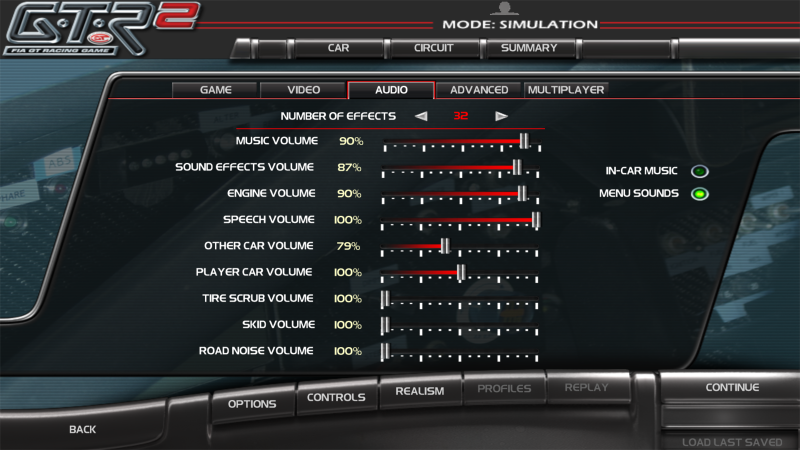 GTR2
FIA GT RACING GAME
MODE: SIMULATION
CAR CIRCUIT SUMMARY
GAME VIDEO AUDIO ADVANCED MULTIPLAYER
NUMBER OF EFFECTS 32
MUSIC VOLUME 90%
SOUND EFFECTS VOLUME 87%
IN-CAR MUSIC
ENGINE VOLUME 90%
MENU SOUNDS
SPEECH VOLUME 100%
OTHER CAR VOLUME 79%
PLAYER CAR VOLUME 100%
TIRE SCRUB VOLUME 100%
SKID VOLUME 100%
ROAD NOISE VOLUME 100%
ABS
BACK OPTIONS CONTROLS REALISM PROFILES REPLAY CONTINUE
LOAD LAST SAVED